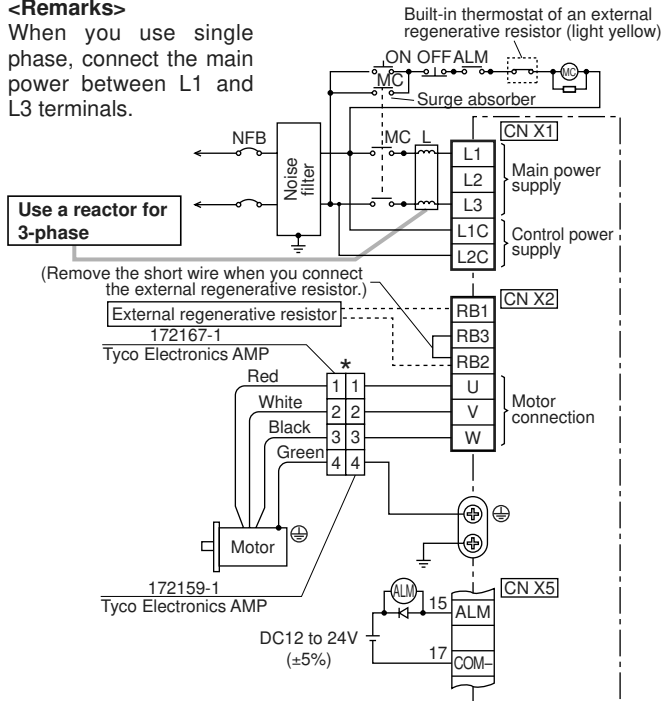 <Remarks>
When you use single
phase, connect the main
power between L1 and
L3 terminals.
Built-in thermostat of an external
regenerative resistor (light yellow)
ON OFF ALM
MC
MC
Surge absorber
NFB
Noise
filter
MC L
CN X1
L1
L2
L3
L1C
L2C
Main power
supply
Control power
supply
Use a reactor for
3-phase
(Remove the short wire when you connect
the external regenerative resistor.)
External regenerative resistor
CN X2
RB1
RB3
RB2
U
V
W
Motor
connection
172167-1
Tyco Electronics AMP
*
Red
1 1
White
2 2
Black
3 3
Green
4 4
Motor
172159-1
Tyco Electronics AMP
CN X5
ALM
15
ALM
DC12 to 24V
(±5%)
17
COM–